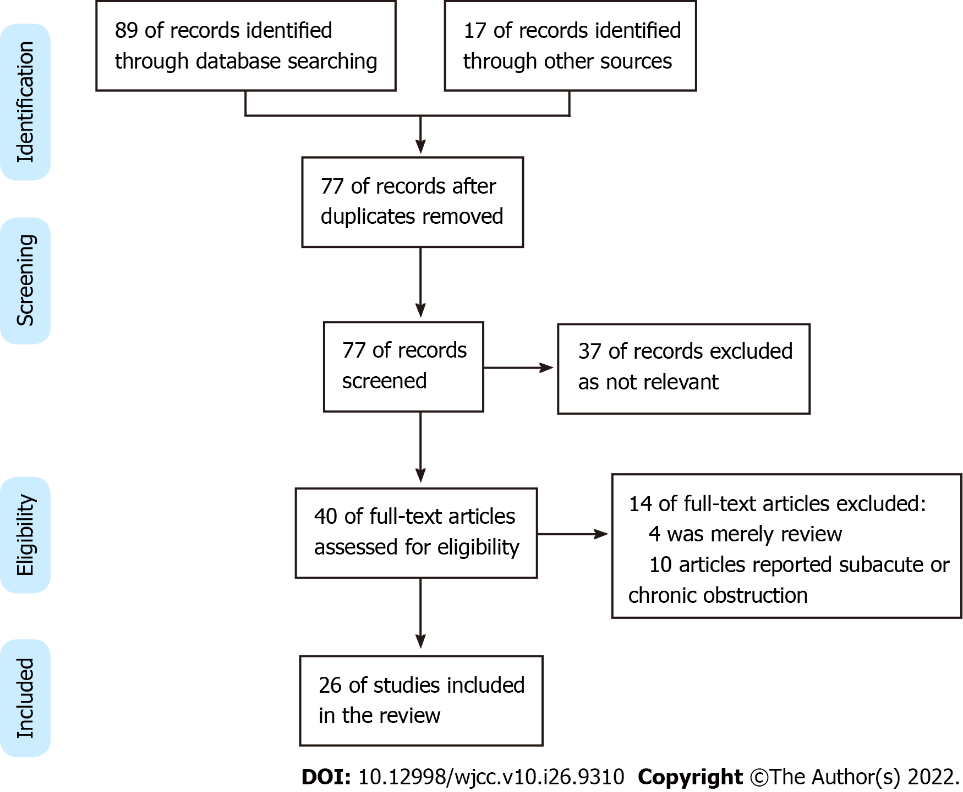 Identification
89 of records identified
through database searching
17 of records identified
through other sources
77 of records after
duplicates removed
Screening
77 of records
screened
37 of records excluded
as not relevant
Eligibility
40 of full-text articles
assessed for eligibility
14 of full-text articles excluded:
4 was merely review
10 articles reported subacute or
chronic obstruction
Included
26 of studies included
in the review
DOI: 10.12998/wjcc.v10.i26.9310 Copyright ©The Author(s) 2022.